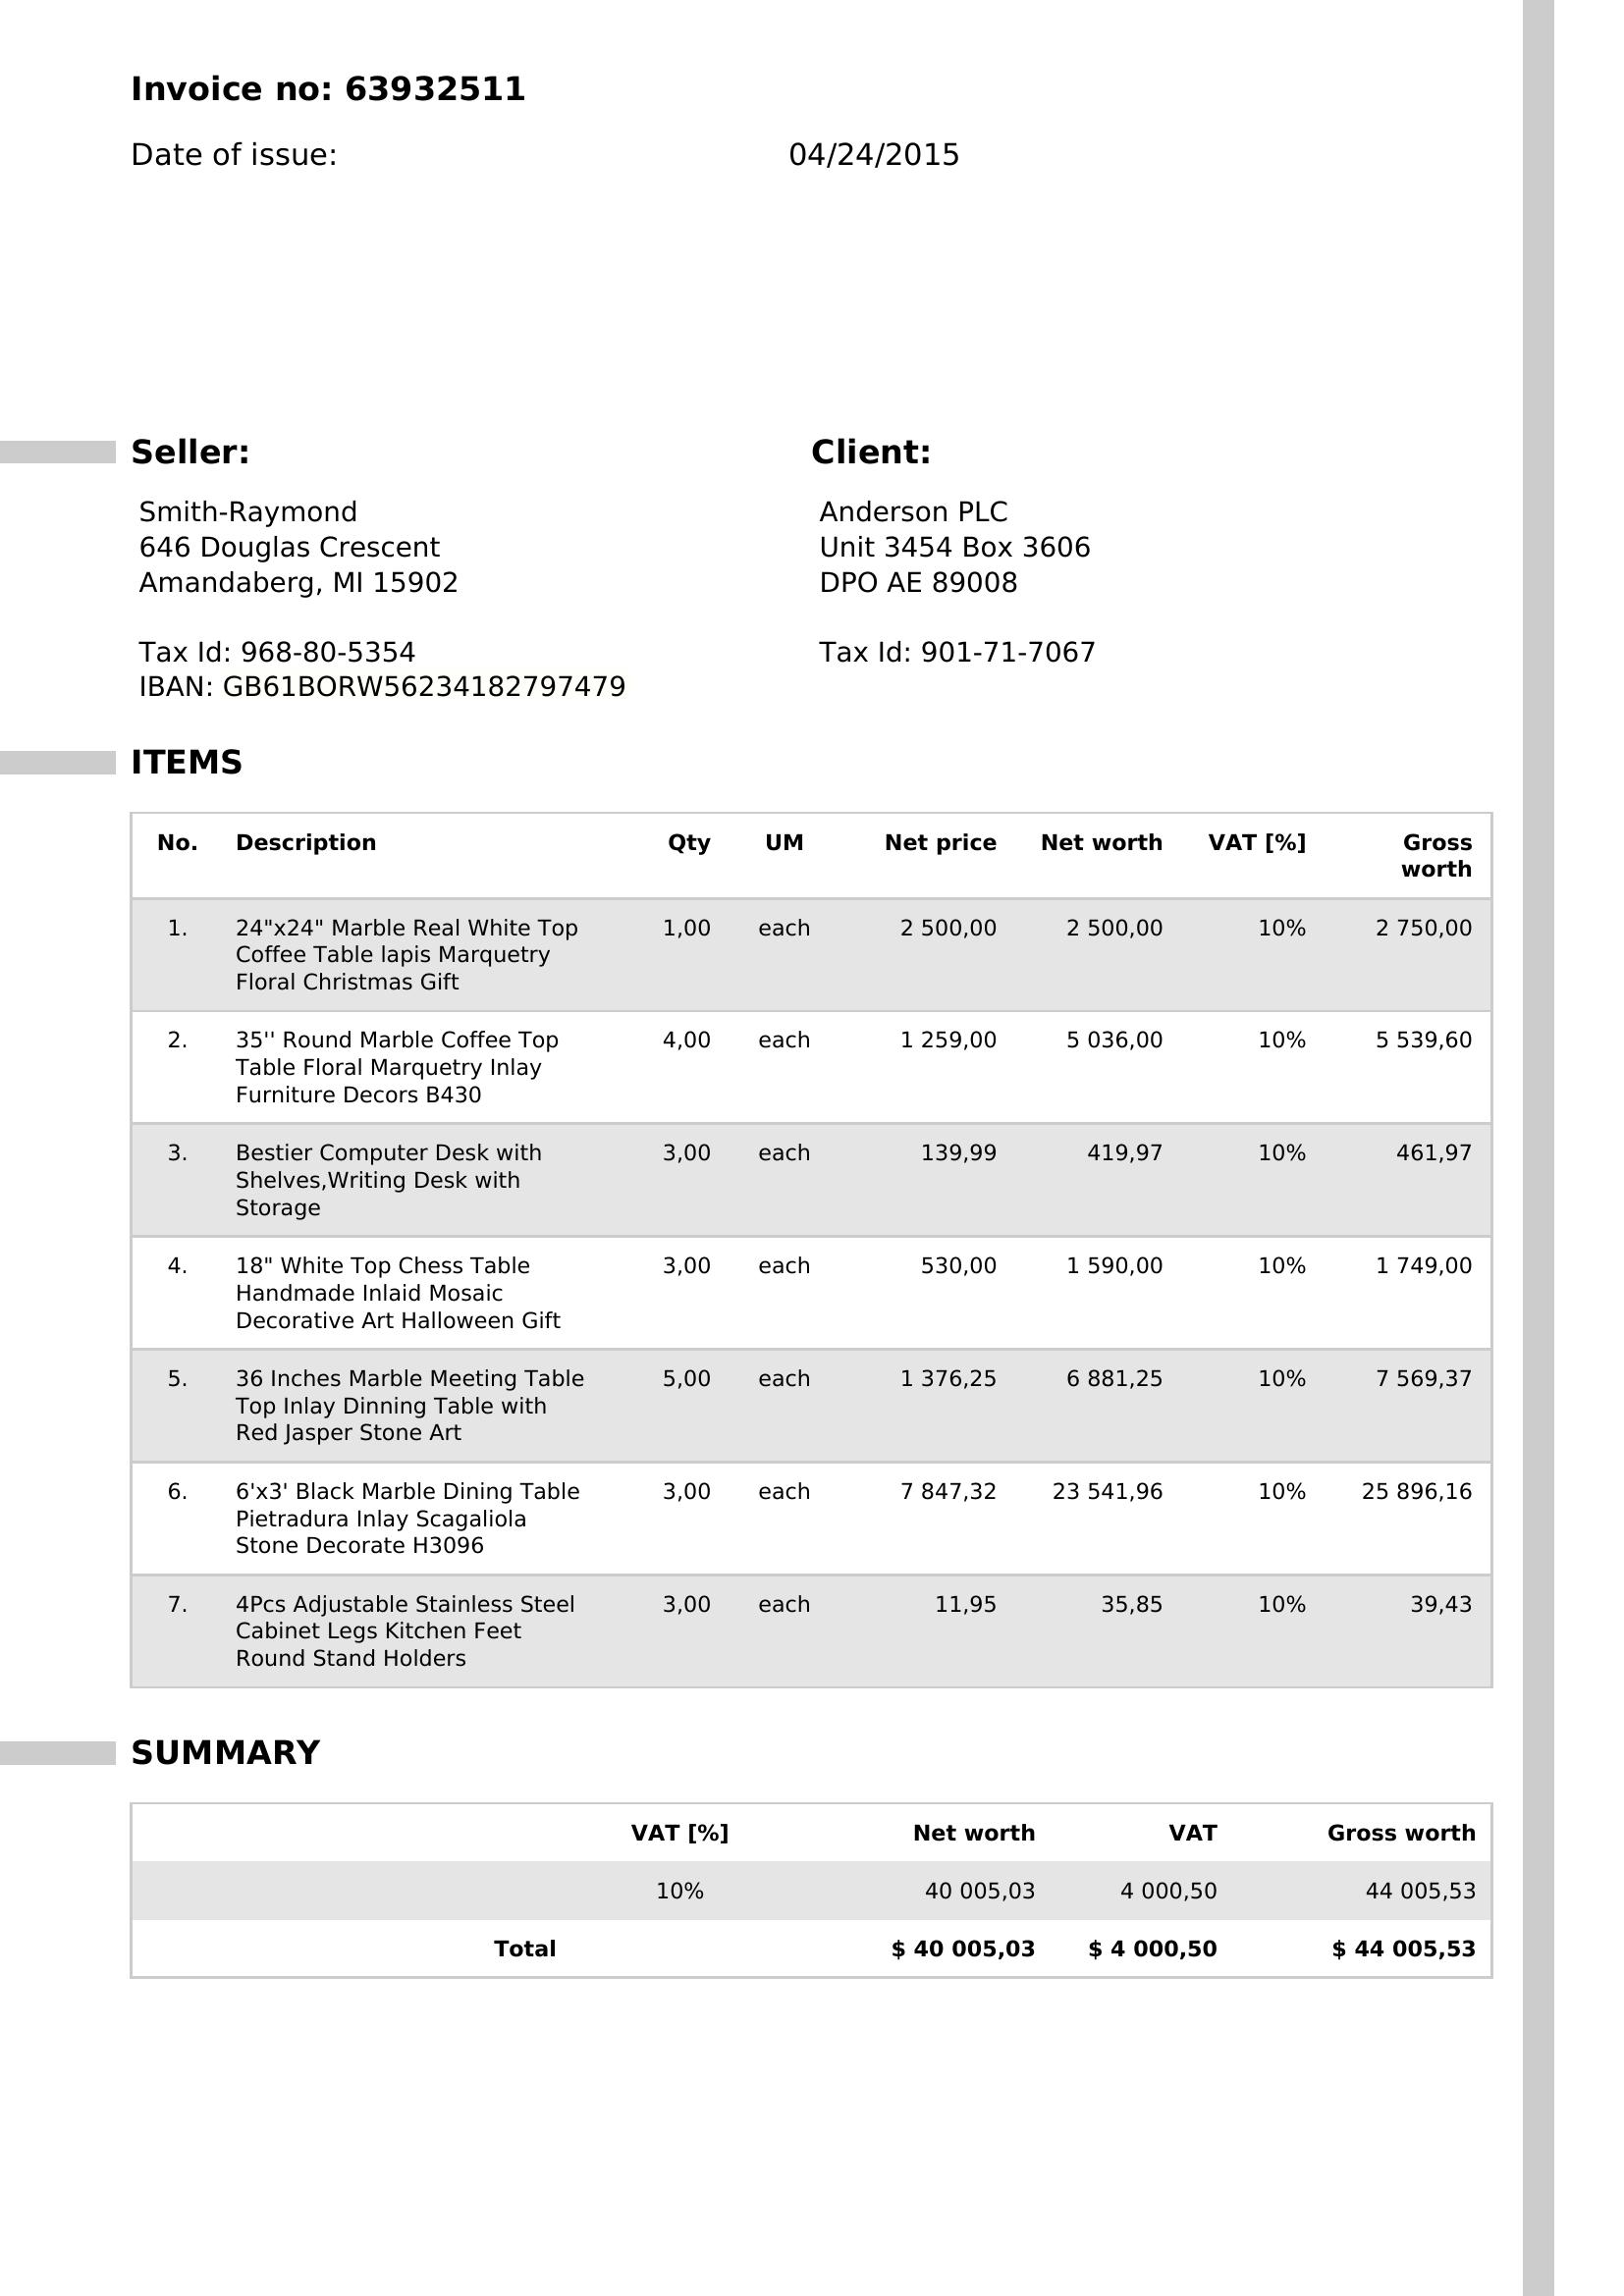 Invoice no: 63932511
Date of issue: 04/24/2015
Seller: Client:
Smith-Raymond Anderson PLC
646 Douglas Crescent Unit 3454 Box 3606
Amandaberg, MI 15902 DPO AE 89008
Tax Id: 968-80-5354 Tax Id: 901-71-7067
IBAN: GB61BORW56234182797479
ITEMS
No. Description Qty UM Net price Net worth VAT [%] Gross
worth
1. 24"x24" Marble Real White Top 1,00 each 2 500,00 2 500,00 10% 2 750,00
Coffee Table lapis Marquetry
Floral Christmas Gift
2. 35'' Round Marble Coffee Top 4,00 each 1 259,00 5 036,00 10% 5 539,60
Table Floral Marquetry Inlay
Furniture Decors B430
3. Bestier Computer Desk with 3,00 each 139,99 419,97 10% 461,97
Shelves,Writing Desk with
Storage
4. 18" White Top Chess Table 3,00 each 530,00 1 590,00 10% 1 749,00
Handmade Inlaid Mosaic
Decorative Art Halloween Gift
5. 36 Inches Marble Meeting Table 5,00 each 1 376,25 6 881,25 10% 7 569,37
Top Inlay Dinning Table with
Red Jasper Stone Art
6. 6'x3' Black Marble Dining Table 3,00 each 7 847,32 23 541,96 10% 25 896,16
Pietradura Inlay Scagaliola
Stone Decorate H3096
7. 4Pcs Adjustable Stainless Steel 3,00 each 11,95 35,85 10% 39,43
Cabinet Legs Kitchen Feet
Round Stand Holders
SUMMARY
VAT [%] Net worth VAT Gross worth
10% 40 005,03 4 000,50 44 005,53
Total $ 40 005,03 $ 4 000,50 $ 44 005,53